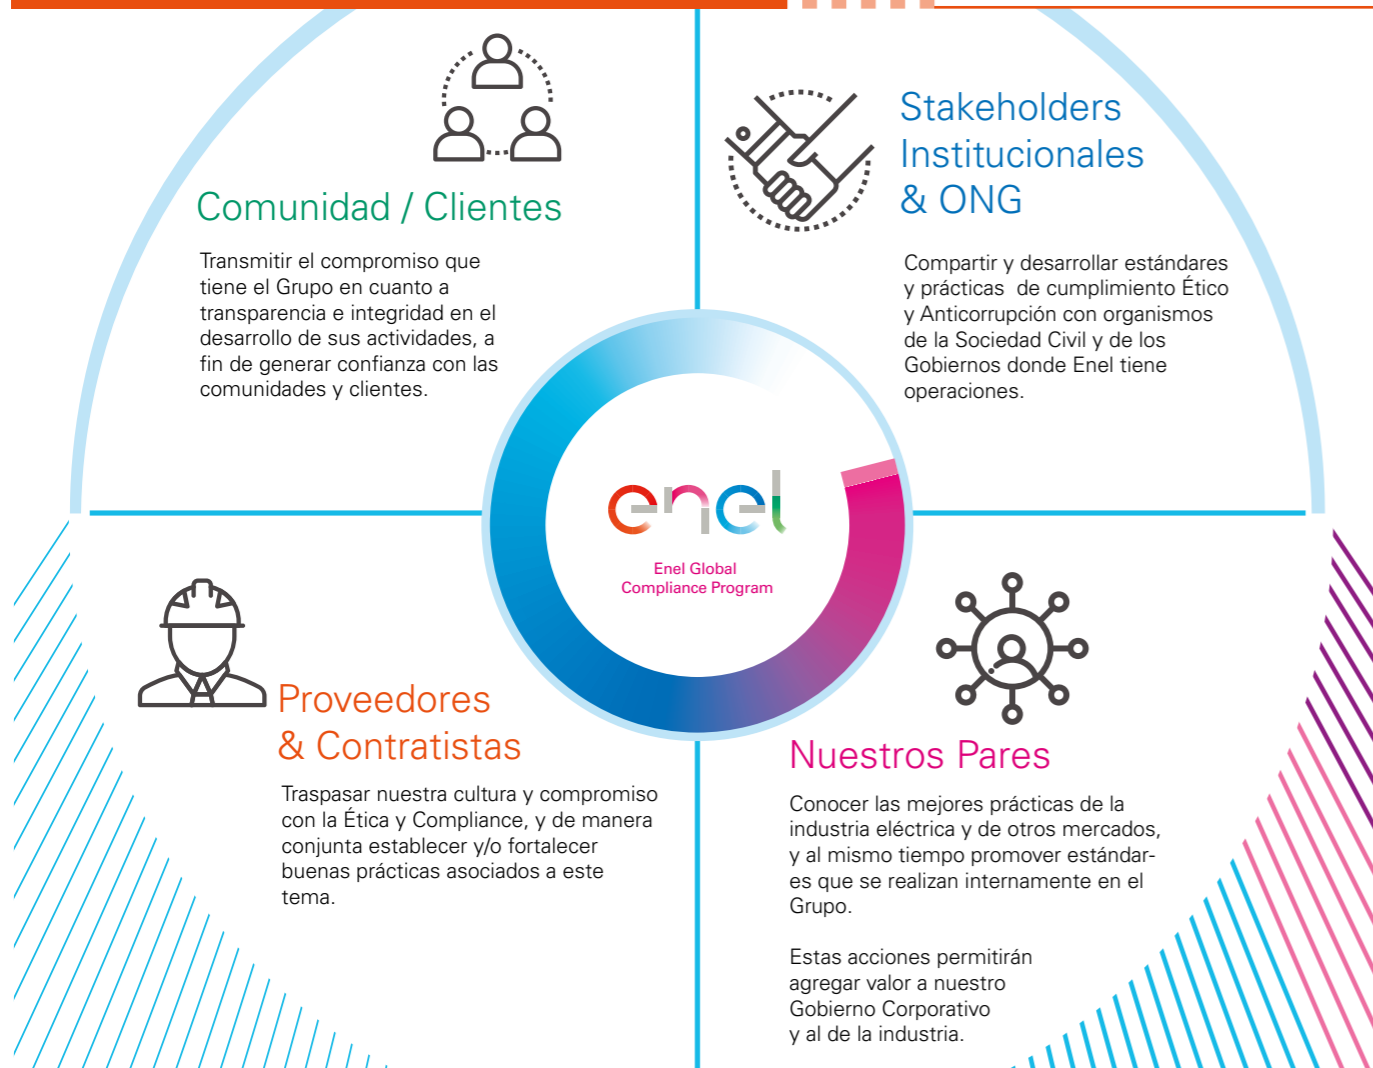 Comunidad / Clientes
Transmitir el compromiso que
tiene el Grupo en cuanto a
transparencia e integridad en el
desarrollo de sus actividades, a
fin de generar confianza con las
comunidades y clientes.
Stakeholders
Institucionales
& ONG
Compartir y desarrollar estándares
y prácticas de cumplimiento Ético
y Anticorrupción con organismos
de la Sociedad Civil y de los
Gobiernos donde Enel tiene
operaciones.
enel
Enel Global
Compliance Program
Proveedores
& Contratistas
Traspasar nuestra cultura y compromiso
con la Ética y Compliance, y de manera
conjunta establecer y/o fortalecer
buenas prácticas asociados a este
tema.
Nuestros Pares
Conocer las mejores prácticas de la
industria eléctrica y de otros mercados,
y al mismo tiempo promover estándar-
es que se realizan internamente en el
Grupo.
Estas acciones permitirán
agregar valor a nuestro
Gobierno Corporativo
y al de la industria.